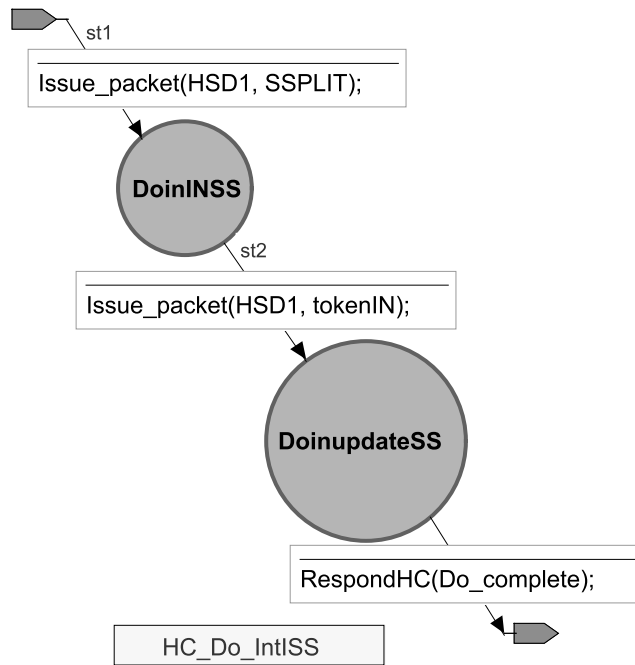 st1
Issue_packet(HSD1, SSPLIT);
DoinINSS
st2
Issue_packet(HSD1, tokenIN);
DoinupdateSS
RespondHC(Do_complete);
HC_Do_IntISS